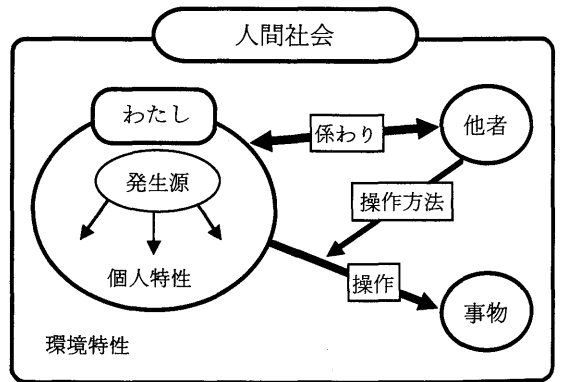 人間社会
わたし
係わり
他者
発生源
操作方法
個人特性
操作
事物
環境特性